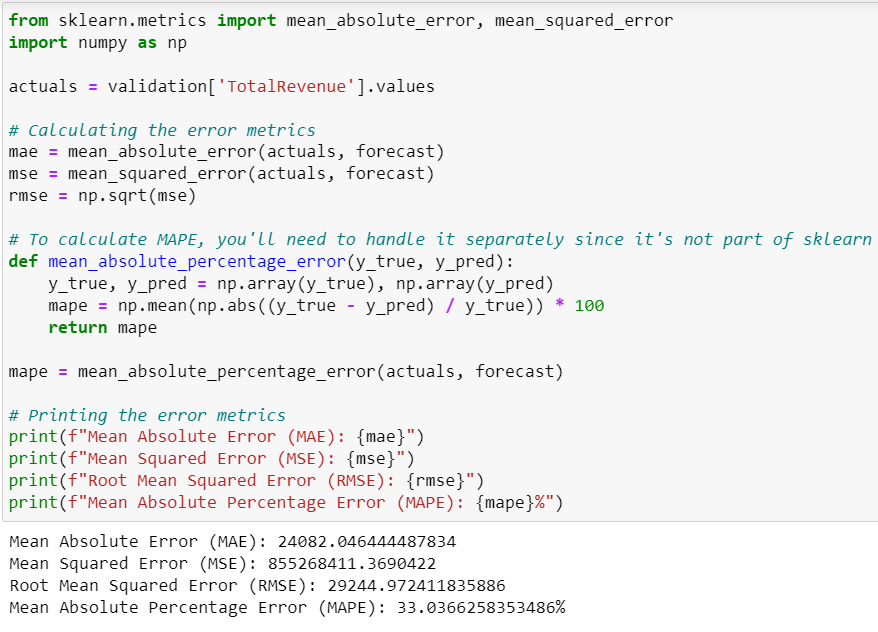 from sklearn.metrics import mean_absolute_error, mean_squared_error
import numpy as np
actuals = validation['TotalRevenue'].values
# Calculating the error metrics
mae = mean_absolute_error(actuals, forecast)
mse = mean_squared_error(actuals, forecast)
rmse = np.sqrt(mse)
# To calculate MAPE, you'll need to handle it separately since it's not part of sklearn
def mean_absolute_percentage_error(y_true, y_pred):
    y_true, y_pred = np.array(y_true), np.array(y_pred)
    mape = np.mean(np.abs((y_true - y_pred) / y_true)) * 100
    return mape
mape = mean_absolute_percentage_error(actuals, forecast)
# Printing the error metrics
print(f"Mean Absolute Error (MAE): {mae}")
print(f"Mean Squared Error (MSE): {mse}")
print(f"Root Mean Squared Error (RMSE): {rmse}")
print(f"Mean Absolute Percentage Error (MAPE): {mape}%")
Mean Absolute Error (MAE): 24082.046444487834
Mean Squared Error (MSE): 855268411.3690422
Root Mean Squared Error (RMSE): 29244.972411835886
Mean Absolute Percentage Error (MAPE): 33.0366258353486%